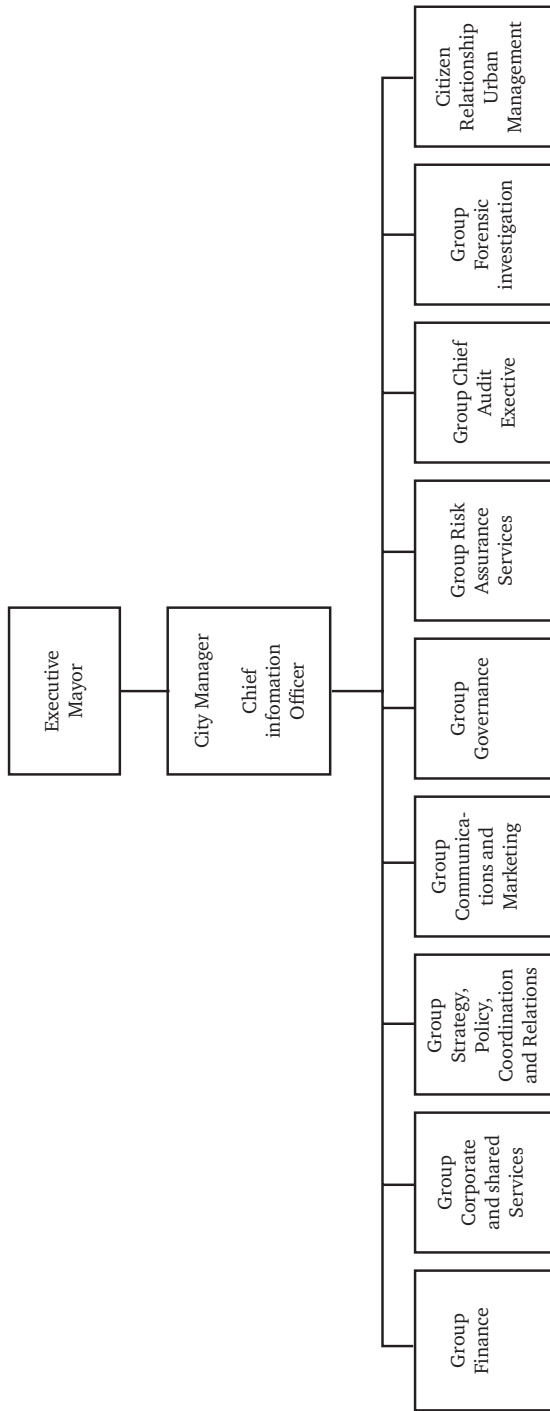 Executive
Mayor
City Manager
Chief
infomation
Officer
Group
Finance
Group
Corporate
and shared
Services
Group
Strategy,
Policy,
Coordination
and Relations
Group
Communica-
tions and
Marketing
Group
Governance
Group Risk
Assurance
Services
Group Chief
Audit
Exective
Group
Forensic
investigation
Citizen
Relationship
Urban
Management